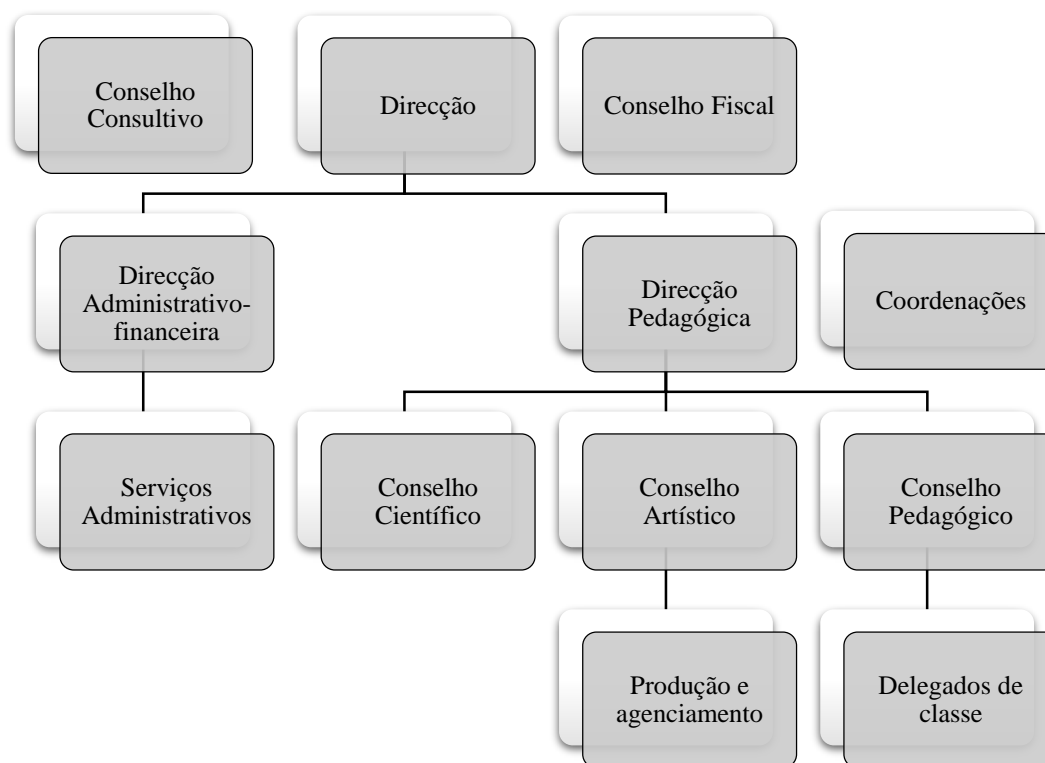 Conselho
Consultivo
Direcção
Conselho Fiscal
Direcção
Administrativo-
financeira
Direcção
Pedagógica
Coordenações
Serviços
Administrativos
Conselho
Científico
Conselho
Artístico
Conselho
Pedagógico
Produção e
agenciamento
Delegados de
classe